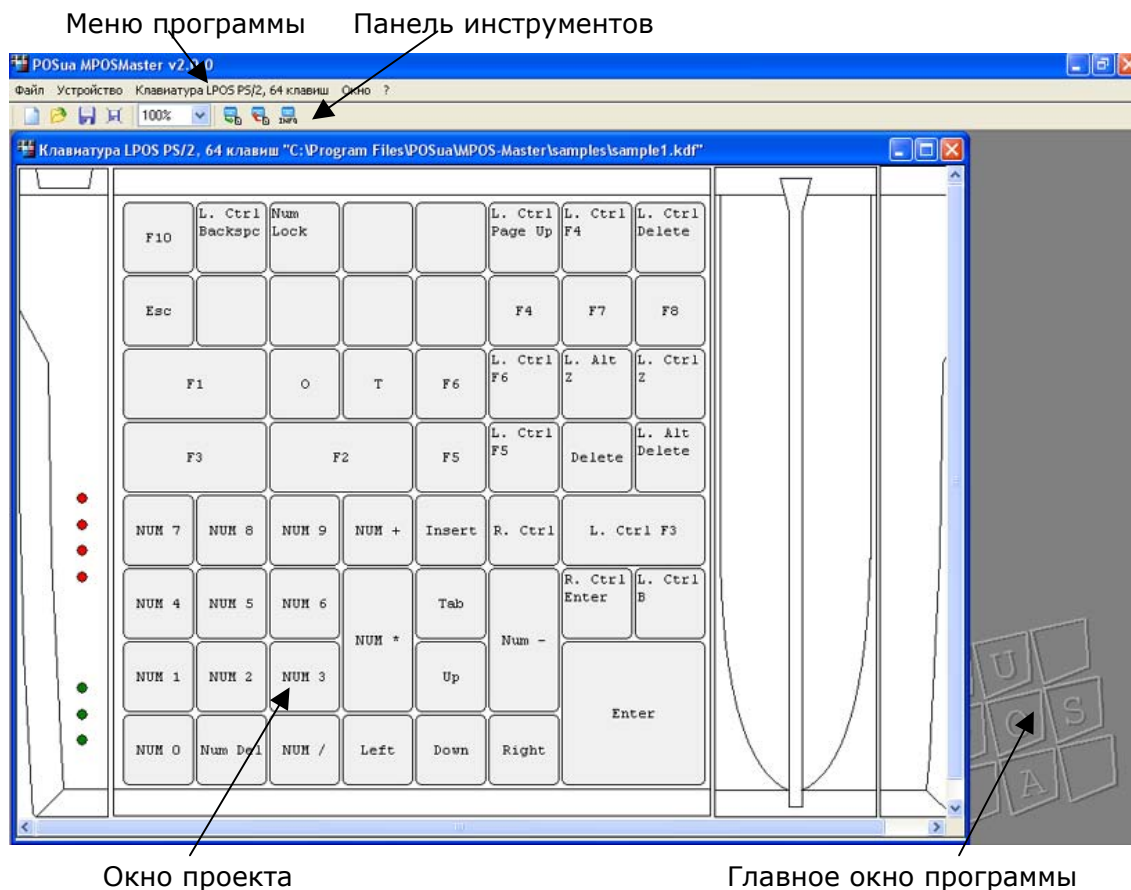 Меню программы Панель инструментов
POSua MPOSMaster v2.0.0
Файл Устройство Клавиатура LPOS PS/2, 64 клавиш Окно ?
100% INFO
Клавиатура LPOS PS/2, 64 клавиш "C:\Program Files\POSua\MPOS-Master\samples\sample1.kdf"
F10 L. Ctrl Backspc Num Lock L. Ctrl Page Up L. Ctrl F4 L. Ctrl Delete
Esc F4 F7 F8
F1 O T F6 L. Ctrl F6 L. Alt Z L. Ctrl Z
F3 F2 F5 L. Ctrl F5 Delete L. Alt Delete
NUM 7 NUM 8 NUM 9 NUM + Insert R. Ctrl L. Ctrl F3
NUM 4 NUM 5 NUM 6 NUM * Tab Num - R. Ctrl Enter L. Ctrl B
NUM 1 NUM 2 NUM 3 Up Enter
NUM 0 Num Del NUM / Left Down Right
U
O S
A
Окно проекта Главное окно программы